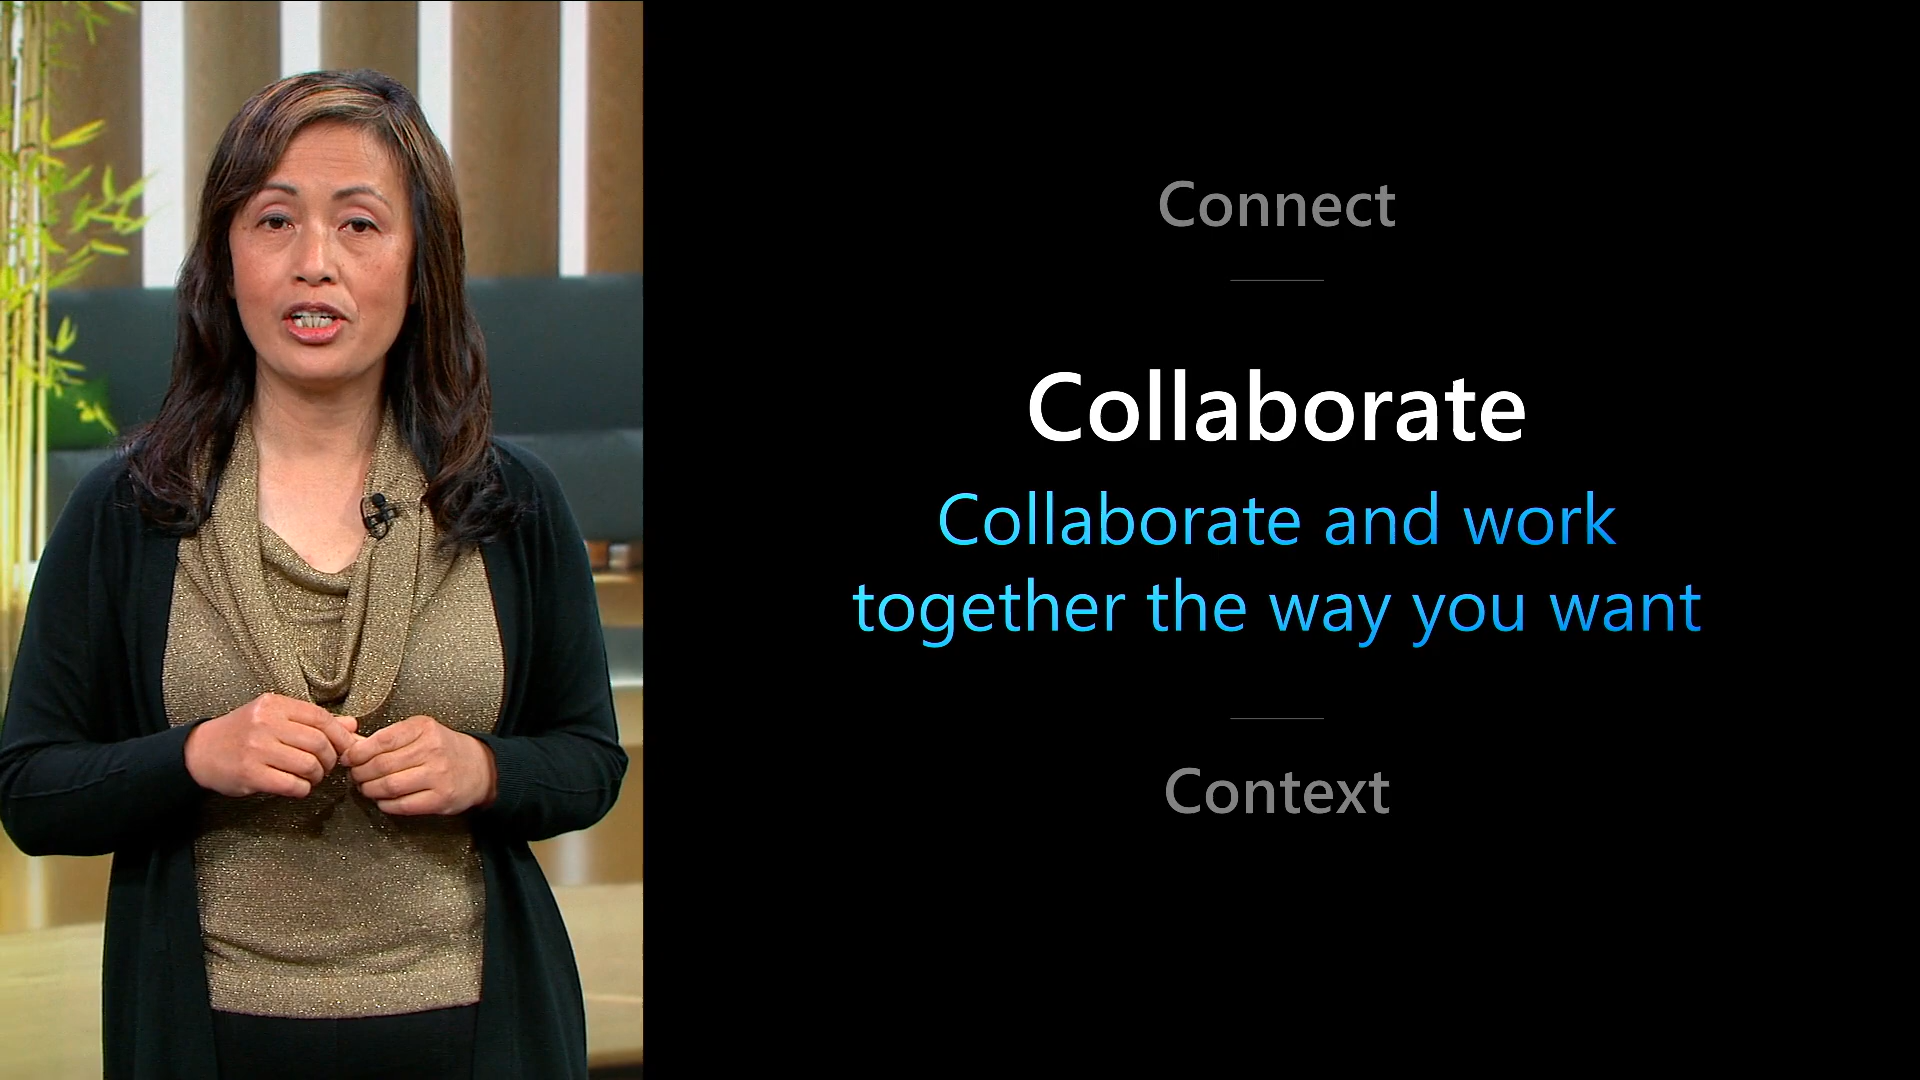 Connect
Collaborate
Collaborate and work
together the way you want
Context